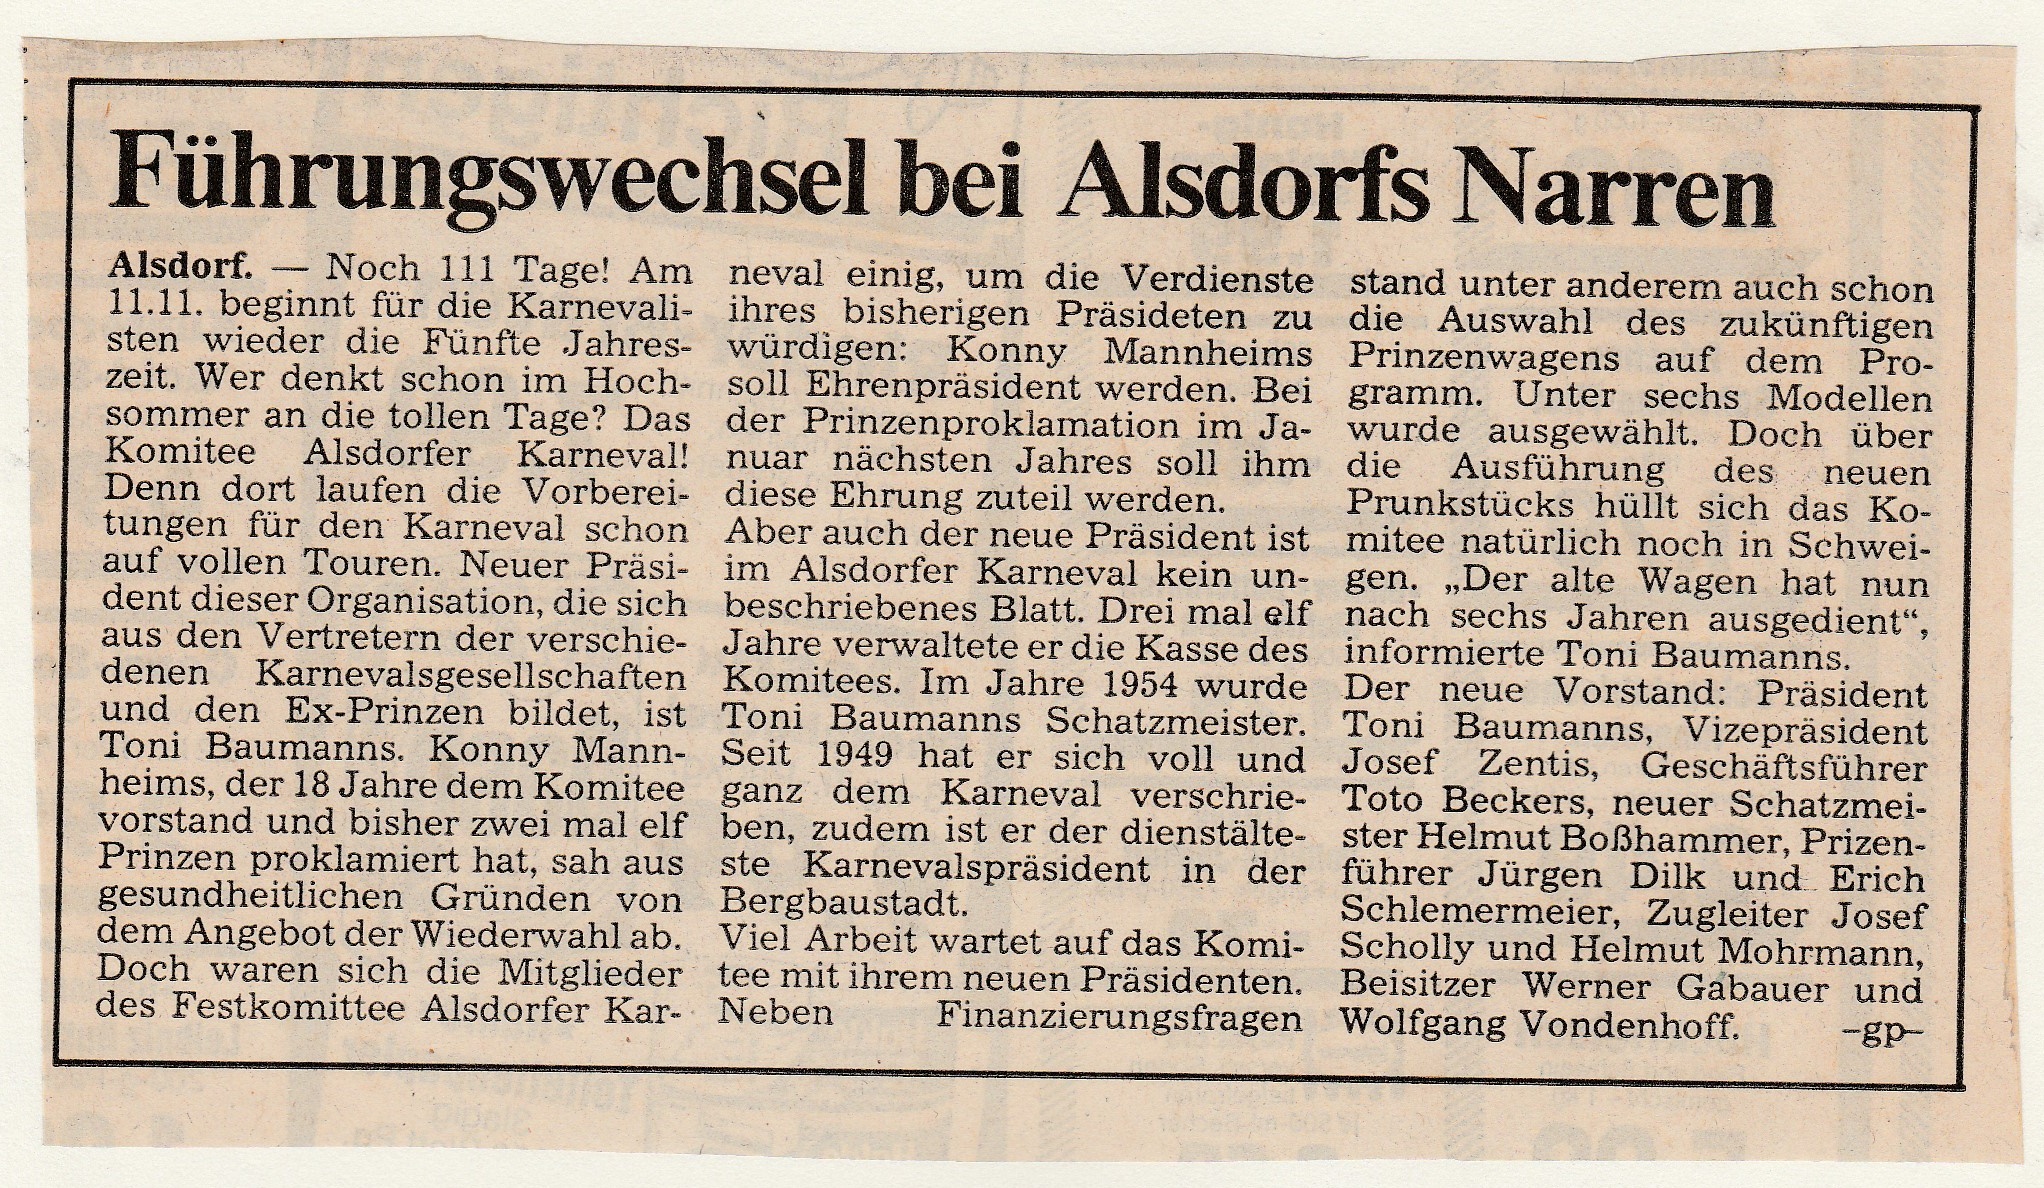 Führungswechsel bei Alsdorfs Narren
Alsdorf. — Noch 111 Tage! Am
11.11. beginnt für die Karnevali-
sten wieder die Fünfte Jahres-
zeit. Wer denkt schon im Hoch-
sommer an die tollen Tage? Das
Komitee Alsdorfer Karneval!
Denn dort laufen die Vorberei-
tungen für den Karneval schon
auf vollen Touren. Neuer Präsi-
dent dieser Organisation, die sich
aus den Vertretern der verschie-
denen Karnevalsgesellschaften
und den Ex-Prinzen bildet, ist
Toni Baumanns. Konny Mann-
heims, der 18 Jahre dem Komitee
vorstand und bisher zwei mal elf
Prinzen proklamiert hat, sah aus
gesundheitlichen Gründen von
dem Angebot der Wiederwahl ab.
Doch waren sich die Mitglieder
des Festkomittee Alsdorfer Kar-
neval einig, um die Verdienste
ihres bisherigen Präsideten zu
würdigen: Konny Mannheims
soll Ehrenpräsident werden. Bei
der Prinzenproklamation im Ja-
nuar nächsten Jahres soll ihm
diese Ehrung zuteil werden.
Aber auch der neue Präsident ist
im Alsdorfer Karneval kein un-
beschriebenes Blatt. Drei mal elf
Jahre verwaltete er die Kasse des
Komitees. Im Jahre 1954 wurde
Toni Baumanns Schatzmeister.
Seit 1949 hat er sich voll und
ganz dem Karneval verschrie-
ben, zudem ist er der dienstälte-
ste Karnevalspräsident in der
Bergbaustadt.
Viel Arbeit wartet auf das Komi-
tee mit ihrem neuen Präsidenten.
Neben Finanzierungsfragen
stand unter anderem auch schon
die Auswahl des zukünftigen
Prinzenwagens auf dem Pro-
gramm. Unter sechs Modellen
wurde ausgewählt. Doch über
die Ausführung des neuen
Prunkstücks hüllt sich das Ko-
mitee natürlich noch in Schwei-
gen. „Der alte Wagen hat nun
nach sechs Jahren ausgedient“,
informierte Toni Baumanns.
Der neue Vorstand: Präsident
Toni Baumanns, Vizepräsident
Josef Zentis, Geschäftsführer
Toto Beckers, neuer Schatzmei-
ster Helmut Boßhammer, Prizen-
führer Jürgen Dilk und Erich
Schlemermeier, Zugleiter Josef
Scholly und Helmut Mohrmann,
Beisitzer Werner Gabauer und
Wolfgang Vondenhoff. –gp–